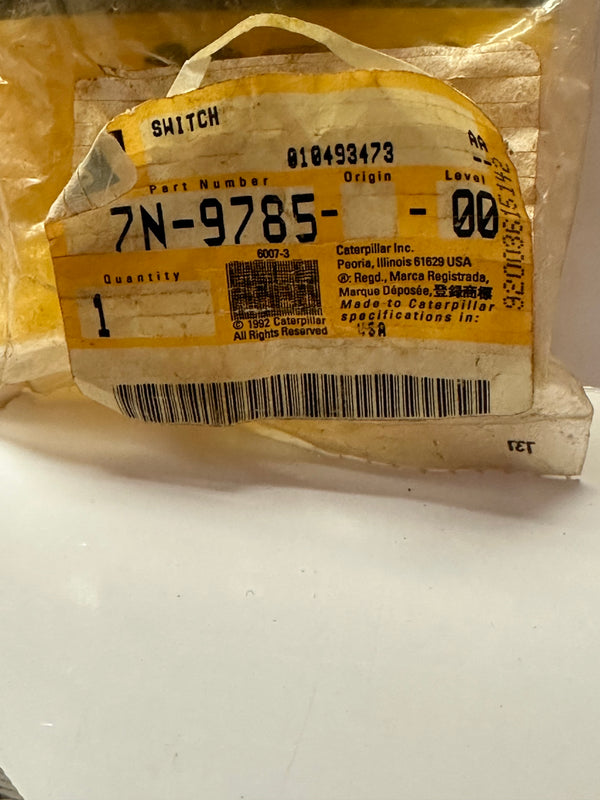 SWITCH
010493473
AA
Part Number
Origin
Level
7N-9785-
- 00
6007-3
Quantity
1
© 1992 Caterpillar
All Rights Reserved
Caterpillar Inc.
Peoria, Illinois 61629 USA
®: Regd., Marca Registrada,
Marque Déposée, 登録商標
Made to Caterpillar
specifications in:
USA
92003615142
T37